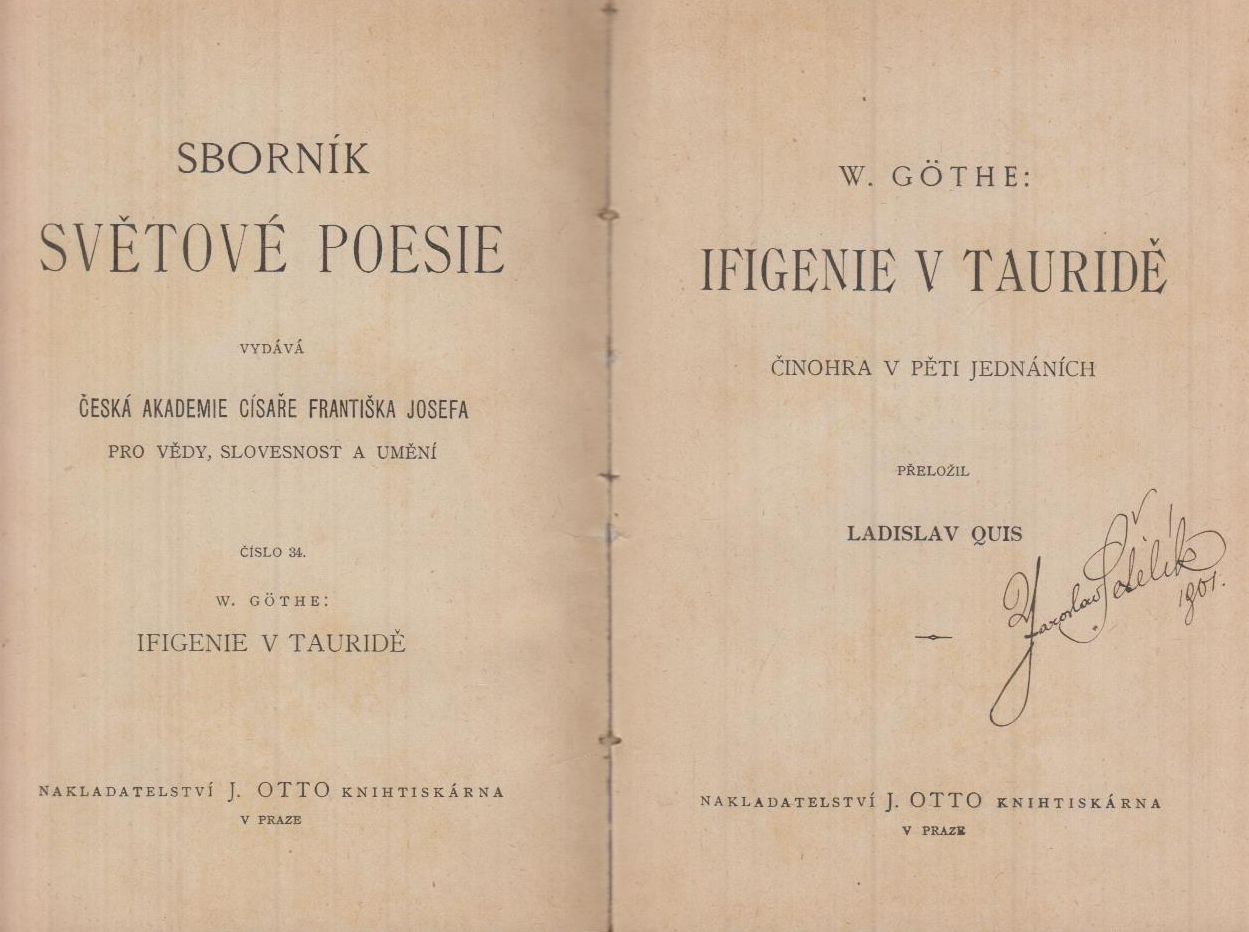 SBORNÍK
SVĚTOVÉ POESIE
VYDÁVÁ
ČESKÁ AKADEMIE CÍSAŘE FRANTIŠKA JOSEFA
PRO VĚDY, SLOVESNOST A UMĚNÍ
ČÍSLO 34.
W. GÖTHE:
IFIGENIE V TAURIDĚ
NAKLADATELSTVÍ J. OTTO KNIHTISKÁRNA
V PRAZE
W. GÖTHE:
IFIGENIE V TAURIDĚ
ČINOHRA V PĚTI JEDNÁNÍCH
PŘELOŽIL
LADISLAV QUIS
Jaroslav
1901.
NAKLADATELSTVÍ J. OTTO KNIHTISKÁRNA
V PRAZE